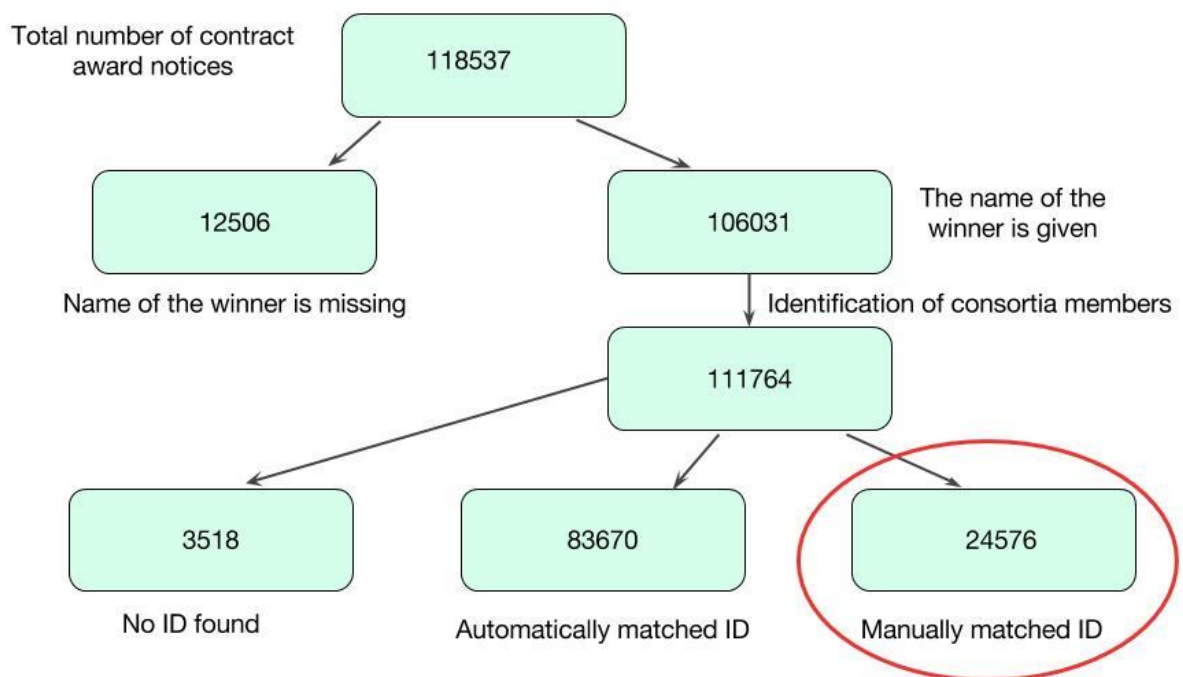 Total number of contract
award notices
118537
12506
106031
The name of the
winner is given
Name of the winner is missing
Identification of consortia members
111764
3518
83670
24576
No ID found
Automatically matched ID
Manually matched ID